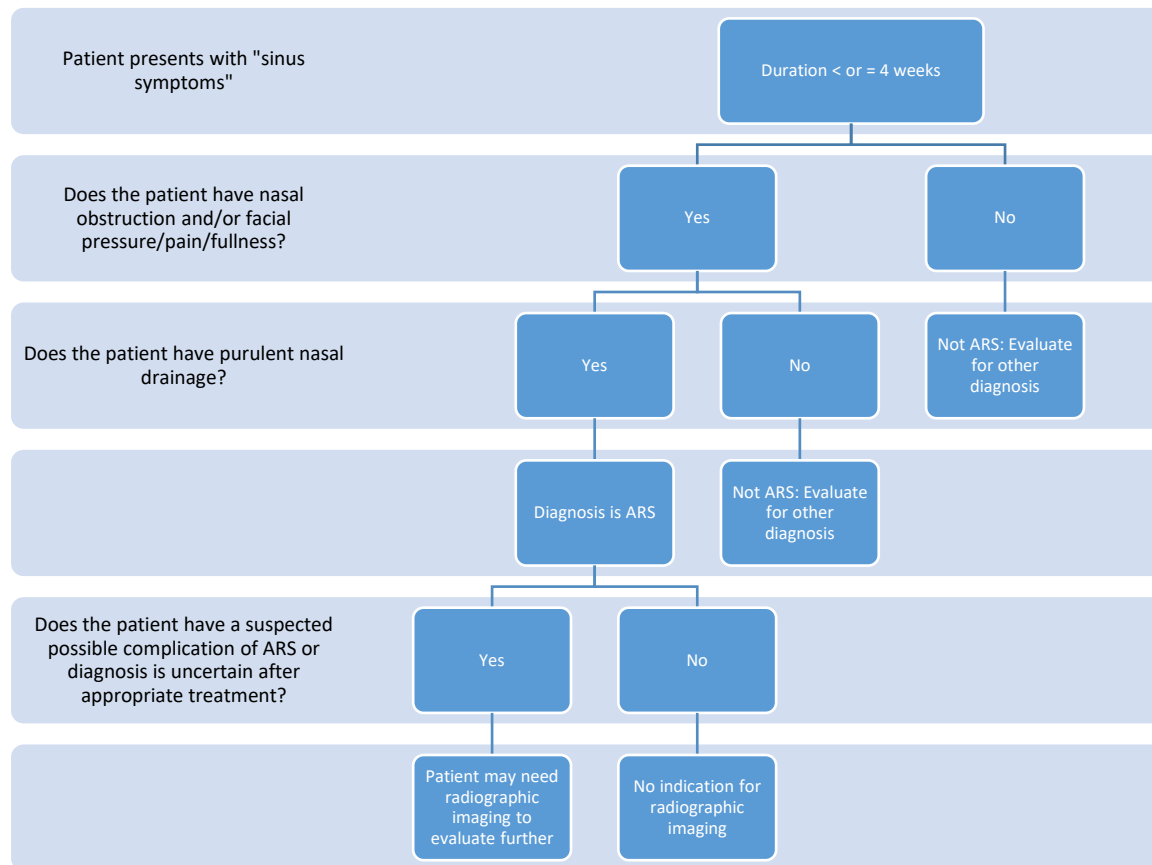 Patient presents with "sinus
symptoms"
Duration < or = 4 weeks
Does the patient have nasal
obstruction and/or facial
pressure/pain/fullness?
Yes
No
Does the patient have purulent nasal
drainage?
Yes
No
Not ARS: Evaluate
for other
diagnosis
Diagnosis is ARS
Not ARS: Evaluate
for other
diagnosis
Does the patient have a suspected
possible complication of ARS or
diagnosis is uncertain after
appropriate treatment?
Yes
No
Patient may need
radiographic
imaging to
evaluate further
No indication for
radiographic
imaging